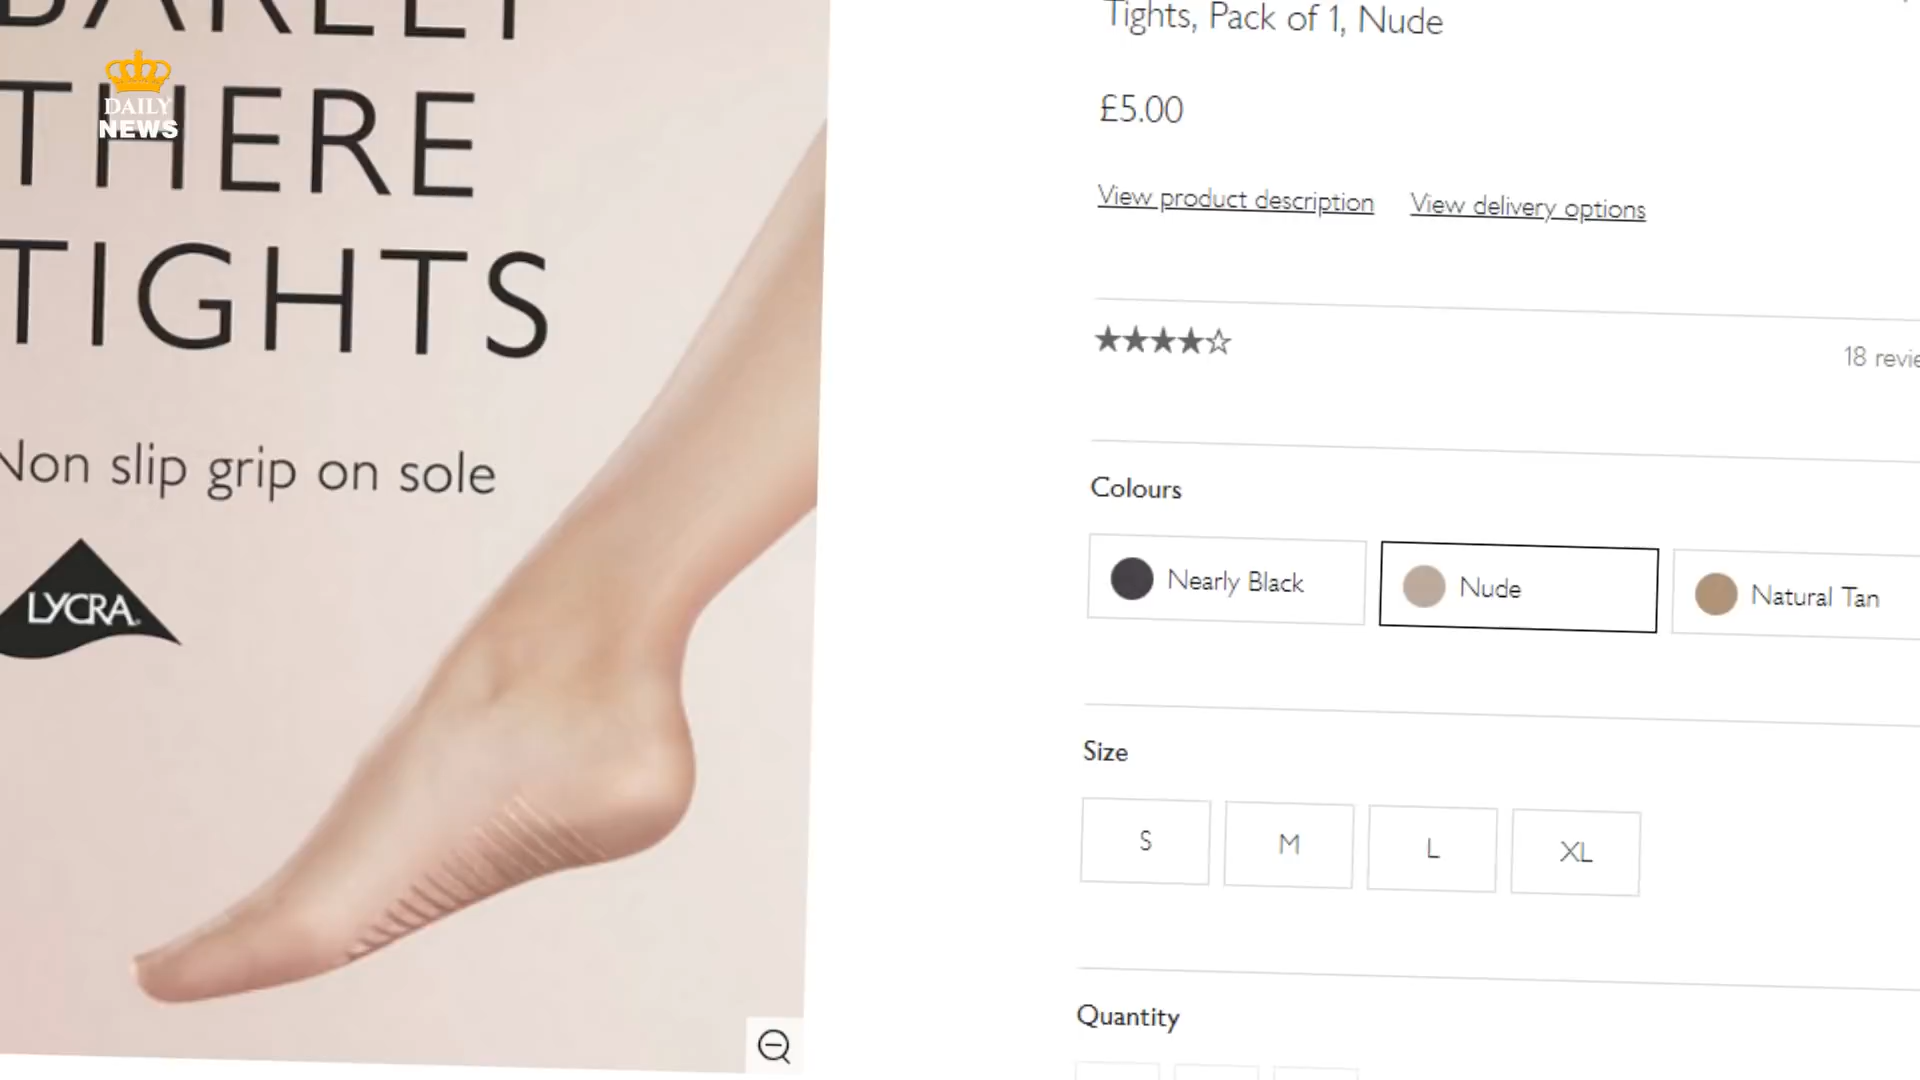 BARELY
THERE
TIGHTS
DAILY
NEWS
Non slip grip on sole
LYCRA
Tights, Pack of 1, Nude
£5.00
View product description View delivery options
18
Colours
Nearly Black Nude Natural Tan
Size
S M L XL
Quantity